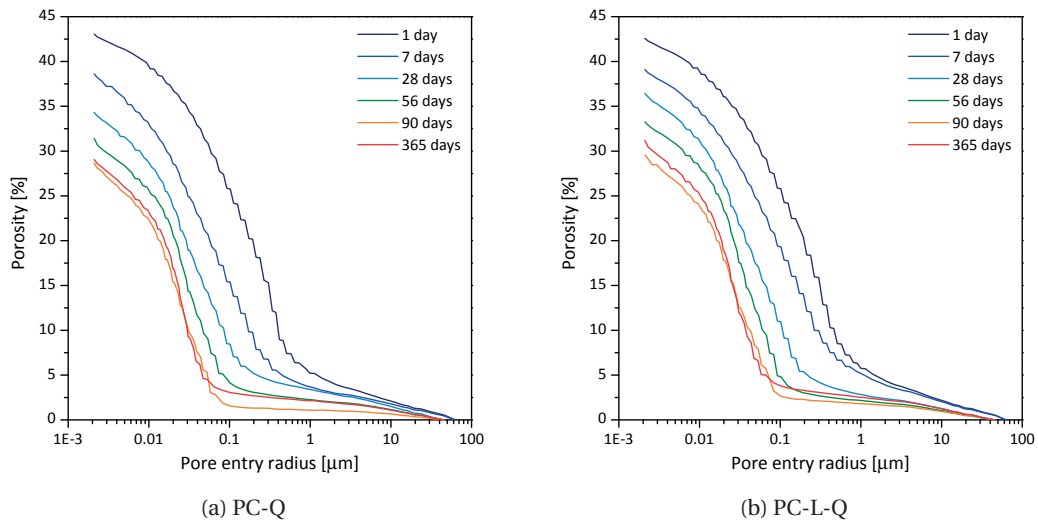 45
40
35
30
25
20
15
10
5
0
Porosity [%]
1 day
7 days
28 days
56 days
90 days
365 days
1E-3 0.01 0.1 1 10 100
Pore entry radius [μm]
(a) PC-Q
45
40
35
30
25
20
15
10
5
0
Porosity [%]
1 day
7 days
28 days
56 days
90 days
365 days
1E-3 0.01 0.1 1 10 100
Pore entry radius [μm]
(b) PC-L-Q